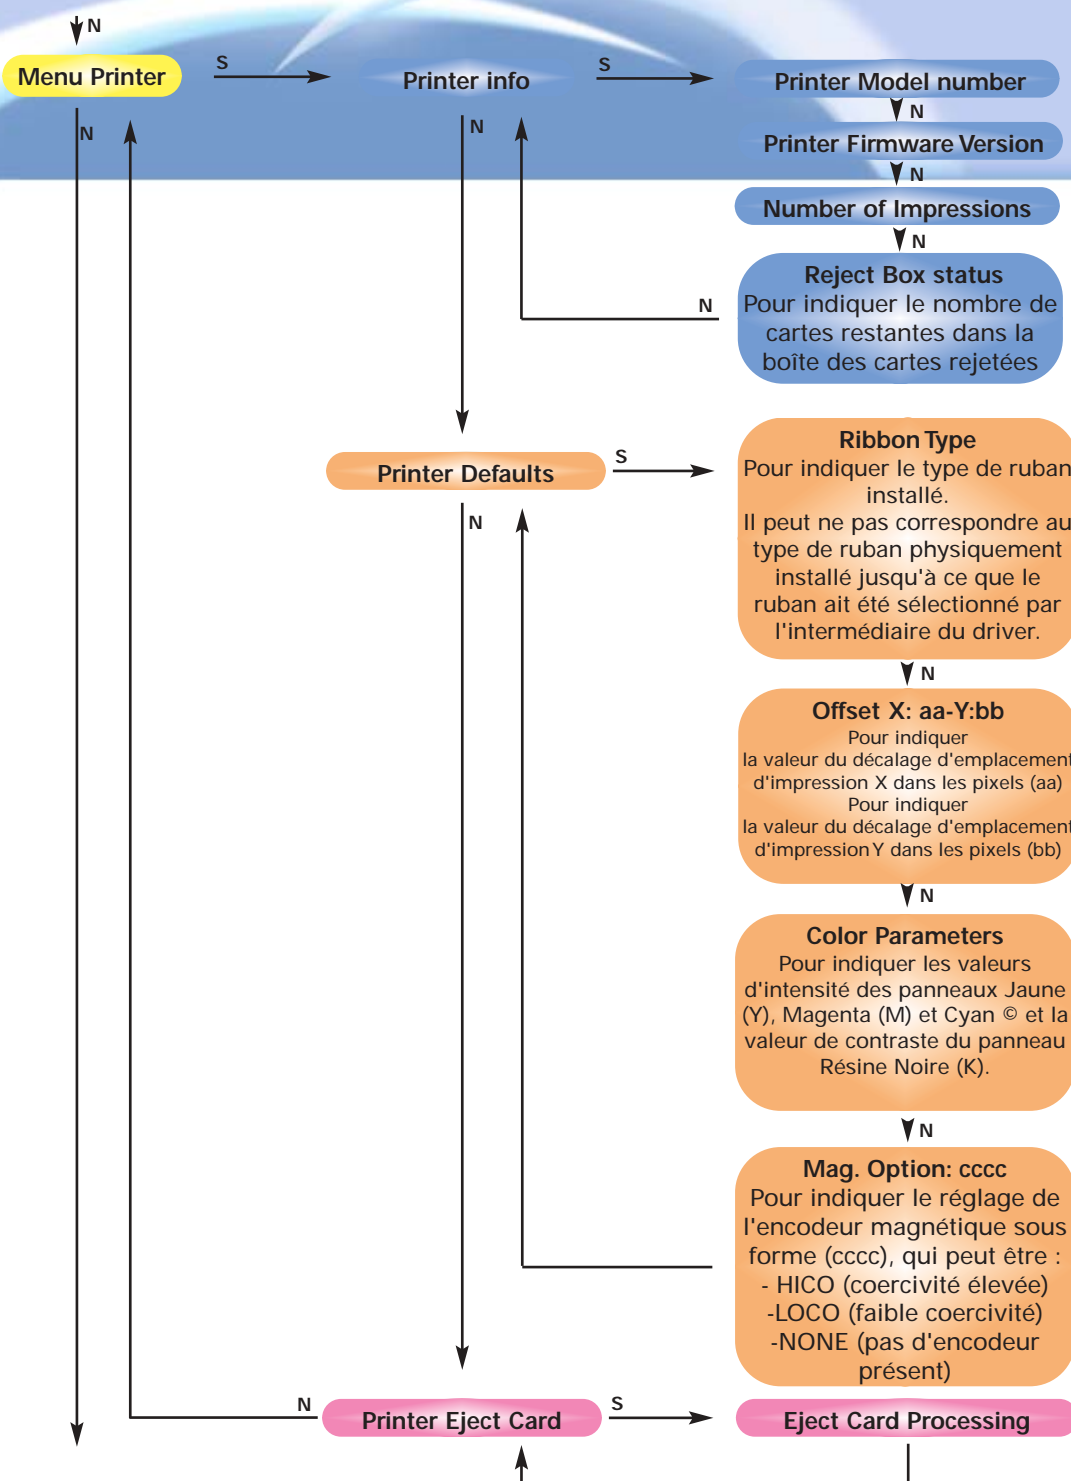 N
Menu Printer
S
Printer info
S
Printer Model number
N
N
N
Printer Firmware Version
N
Number of Impressions
N
Reject Box status
Pour indiquer le nombre de
cartes restantes dans la
boîte des cartes rejetées
N
Printer Defaults
S
Ribbon Type
Pour indiquer le type de ruban
installé.
Il peut ne pas correspondre au
type de ruban physiquement
installé jusqu'à ce que le
ruban ait été sélectionné par
l'intermédiaire du driver.
N
N
Offset X: aa-Y:bb
Pour indiquer
la valeur du décalage d'emplacement
d'impression X dans les pixels (aa)
Pour indiquer
la valeur du décalage d'emplacement
d'impression Y dans les pixels (bb)
N
Color Parameters
Pour indiquer les valeurs
d'intensité des panneaux Jaune
(Y), Magenta (M) et Cyan © et la
valeur de contraste du panneau
Résine Noire (K).
N
Mag. Option: cccc
Pour indiquer le réglage de
l'encodeur magnétique sous
forme (cccc), qui peut être :
- HICO (coercivité élevée)
-LOCO (faible coercivité)
-NONE (pas d'encodeur
présent)
N
Printer Eject Card
S
Eject Card Processing